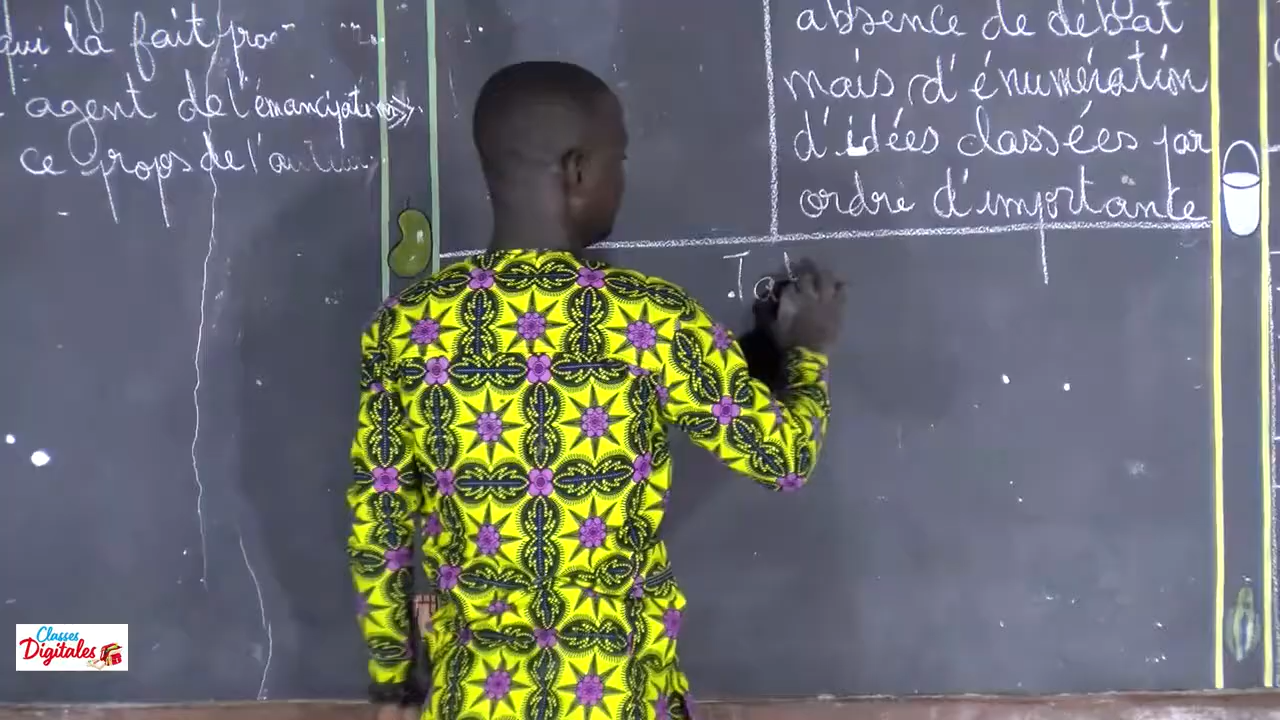 qui la fait
agent de l'émancipation »
ce propos de l'auteur
absence de débat
mais d'énumération
d'idées classées par
ordre d'importance
Tab
Classes
Digitales